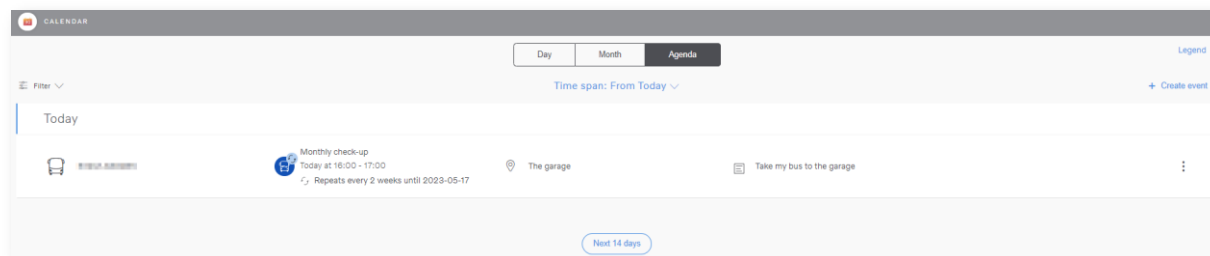 CALENDAR
Day Month Agenda
Legend
Filter
Time span: From Today
+ Create event
Today
Monthly check-up
Today at 16:00 - 17:00
Repeats every 2 weeks until 2023-05-17
The garage
Take my bus to the garage
Next 14 days